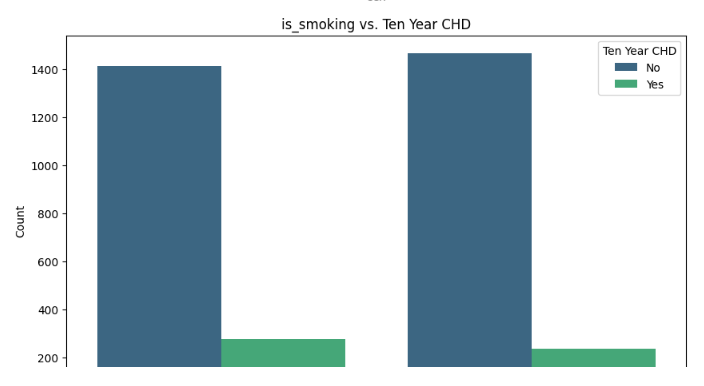 is_smoking vs. Ten Year CHD
Ten Year CHD
No
Yes
1400
1200
1000
800
600
400
200
Count